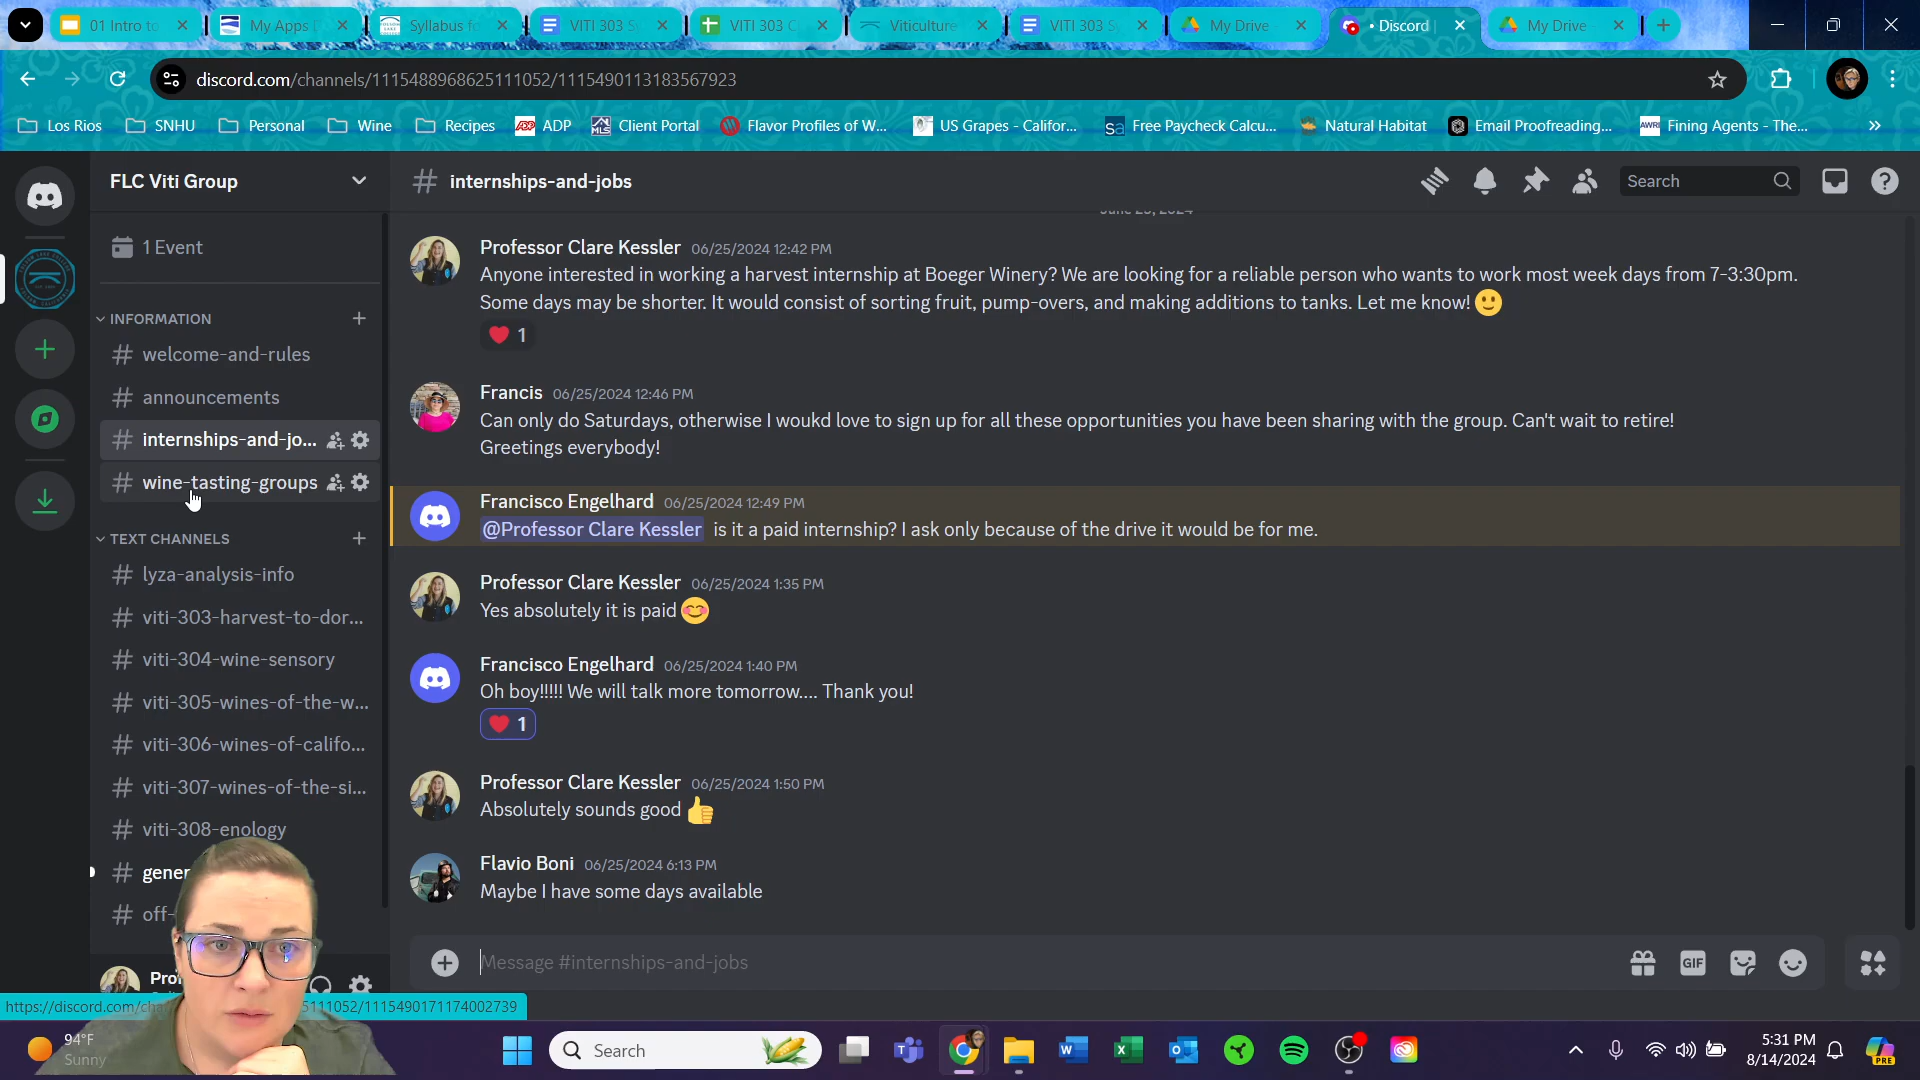 01 Intro to
My Apps D
Syllabus fo
VITI 303 Sy
VITI 303 C
Viticulture
VITI 303 Sy
My Drive
• Discord |
My Drive -
discord.com/channels/1115488968625111052/1115490113183567923
Los Rios
SNHU
Personal
Wine
Recipes
ADP
Client Portal
Flavor Profiles of W...
US Grapes - Califor...
Free Paycheck Calcu...
Natural Habitat
Email Proofreading...
Fining Agents - The...
»
FLC Viti Group
1 Event
INFORMATION
welcome-and-rules
announcements
internships-and-jo...
wine-tasting-groups
TEXT CHANNELS
lyza-analysis-info
viti-303-harvest-to-dor...
viti-304-wine-sensory
viti-305-wines-of-the-w...
viti-306-wines-of-califo...
viti-307-wines-of-the-si...
viti-308-enology
gener
off-
Pro
# internships-and-jobs
Search
Professor Clare Kessler 06/25/2024 12:42 PM
Anyone interested in working a harvest internship at Boeger Winery? We are looking for a reliable person who wants to work most week days from 7-3:30pm.
Some days may be shorter. It would consist of sorting fruit, pump-overs, and making additions to tanks. Let me know! 🙂
❤️ 1
Francis 06/25/2024 12:46 PM
Can only do Saturdays, otherwise I woukd love to sign up for all these opportunities you have been sharing with the group. Can't wait to retire!
Greetings everybody!
Francisco Engelhard 06/25/2024 12:49 PM
@Professor Clare Kessler is it a paid internship? I ask only because of the drive it would be for me.
Professor Clare Kessler 06/25/2024 1:35 PM
Yes absolutely it is paid 😊
Francisco Engelhard 06/25/2024 1:40 PM
Oh boy!!!!! We will talk more tomorrow.... Thank you!
❤️ 1
Professor Clare Kessler 06/25/2024 1:50 PM
Absolutely sounds good 👍
Flavio Boni 06/25/2024 6:13 PM
Maybe I have some days available
Message #internships-and-jobs
GIF
https://discord.com/cha
5111052/1115490171174002739
94°F
Sunny
Search
5:31 PM
8/14/2024
PRE